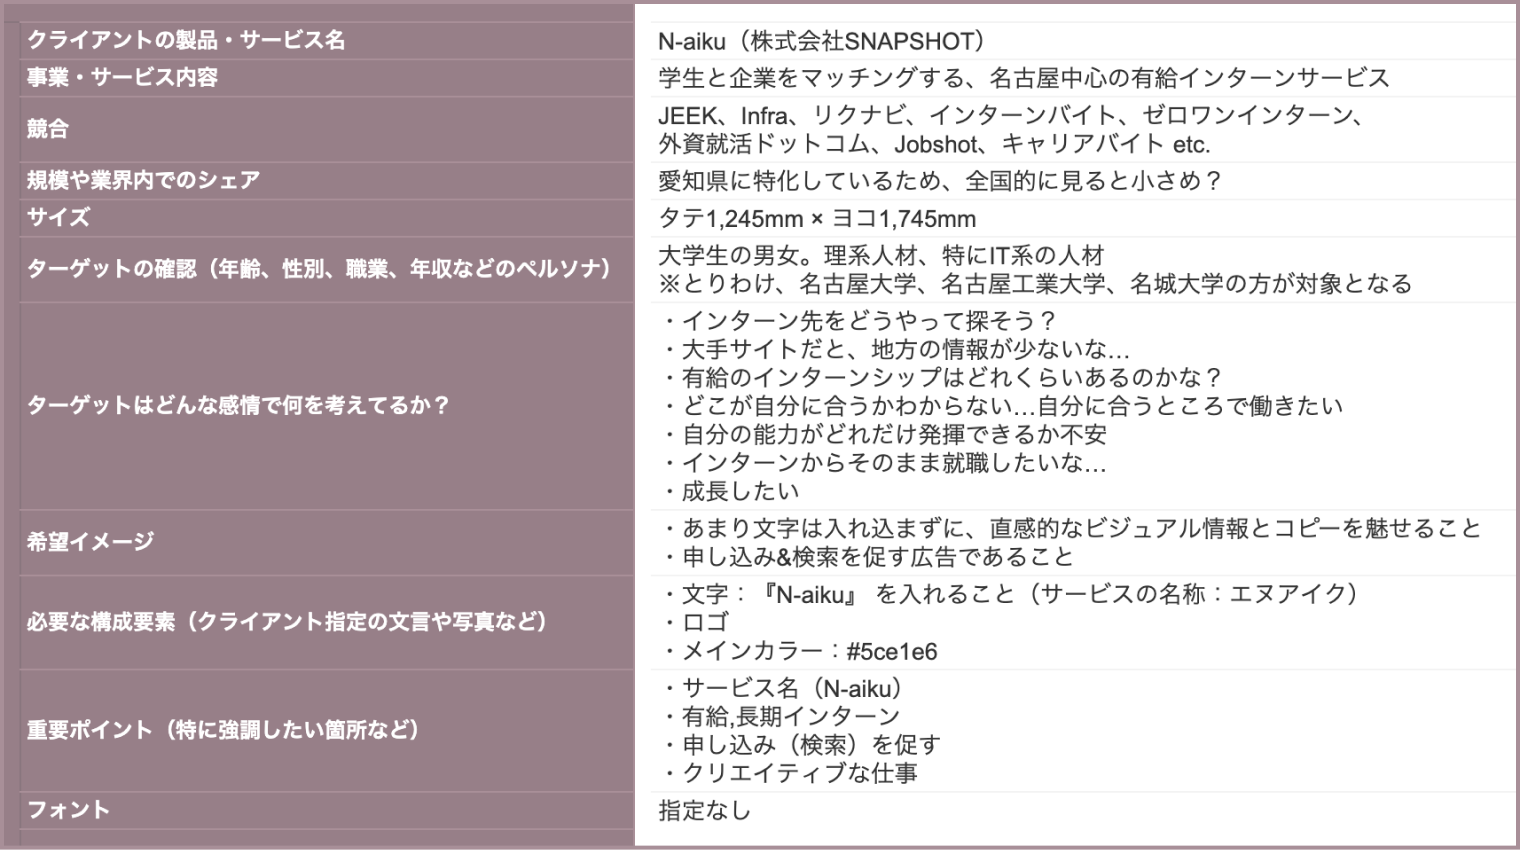 クライアントの製品・サービス名
N-aiku（株式会社SNAPSHOT）
事業・サービス内容
学生と企業をマッチングする、名古屋中心の有給インターンサービス
競合
JEEK、Infra、リクナビ、インターンバイト、ゼロワンインターン、
外資就活ドットコム、Jobshot、キャリアバイト etc.
規模や業界内でのシェア
愛知県に特化しているため、全国的に見ると小さめ？
サイズ
タテ1,245mm × ヨコ1,745mm
ターゲットの確認（年齢、性別、職業、年収などのペルソナ）
大学生の男女。理系人材、特にIT系の人材
※とりわけ、名古屋大学、名古屋工業大学、名城大学の方が対象となる
ターゲットはどんな感情で何を考えてるか？
・インターン先をどうやって探そう？
・大手サイトだと、地方の情報が少ないな…
・有給のインターンシップはどれくらいあるのかな？
・どこが自分に合うかわからない…自分に合うところで働きたい
・自分の能力がどれだけ発揮できるか不安
・インターンからそのまま就職したいな…
・成長したい
希望イメージ
・あまり文字は入れ込まずに、直感的なビジュアル情報とコピーを魅せること
・申し込み&検索を促す広告であること
必要な構成要素（クライアント指定の文言や写真など）
・文字：『N-aiku』 を入れること（サービスの名称：エヌアイク）
・ロゴ
・メインカラー：#5ce1e6
重要ポイント（特に強調したい箇所など）
・サービス名（N-aiku）
・有給,長期インターン
・申し込み（検索）を促す
・クリエイティブな仕事
フォント
指定なし